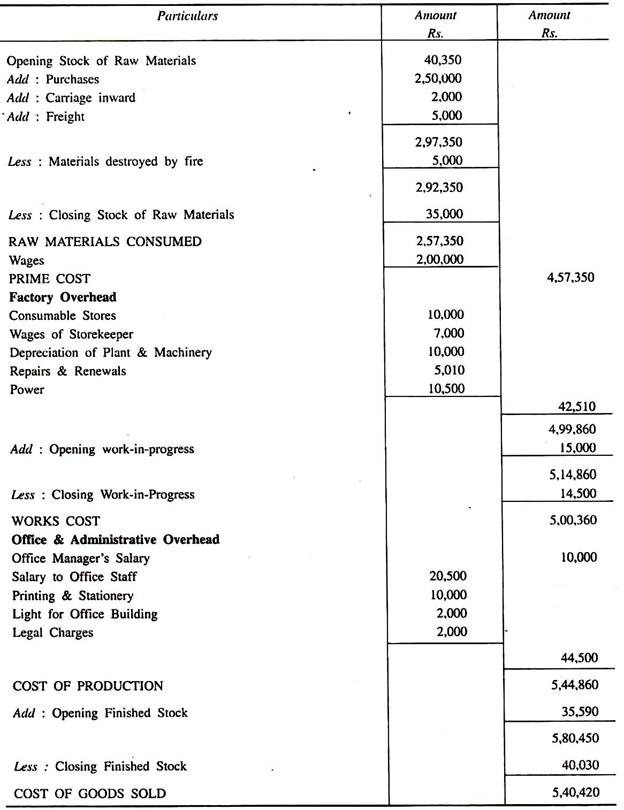 Particulars Amount Amount
Rs. Rs.
Opening Stock of Raw Materials 40,350
Add : Purchases 2,50,000
Add : Carriage inward 2,000
Add : Freight 5,000
2,97,350
Less : Materials destroyed by fire 5,000
2,92,350
Less : Closing Stock of Raw Materials 35,000
RAW MATERIALS CONSUMED 2,57,350
Wages 2,00,000
PRIME COST 4,57,350
Factory Overhead
Consumable Stores 10,000
Wages of Storekeeper 7,000
Depreciation of Plant & Machinery 10,000
Repairs & Renewals 5,010
Power 10,500
42,510
4,99,860
Add : Opening work-in-progress 15,000
5,14,860
Less : Closing Work-in-Progress 14,500
WORKS COST 5,00,360
Office & Administrative Overhead
Office Manager's Salary 10,000
Salary to Office Staff 20,500
Printing & Stationery 10,000
Light for Office Building 2,000
Legal Charges 2,000
44,500
COST OF PRODUCTION 5,44,860
Add : Opening Finished Stock 35,590
5,80,450
Less : Closing Finished Stock 40,030
COST OF GOODS SOLD 5,40,420